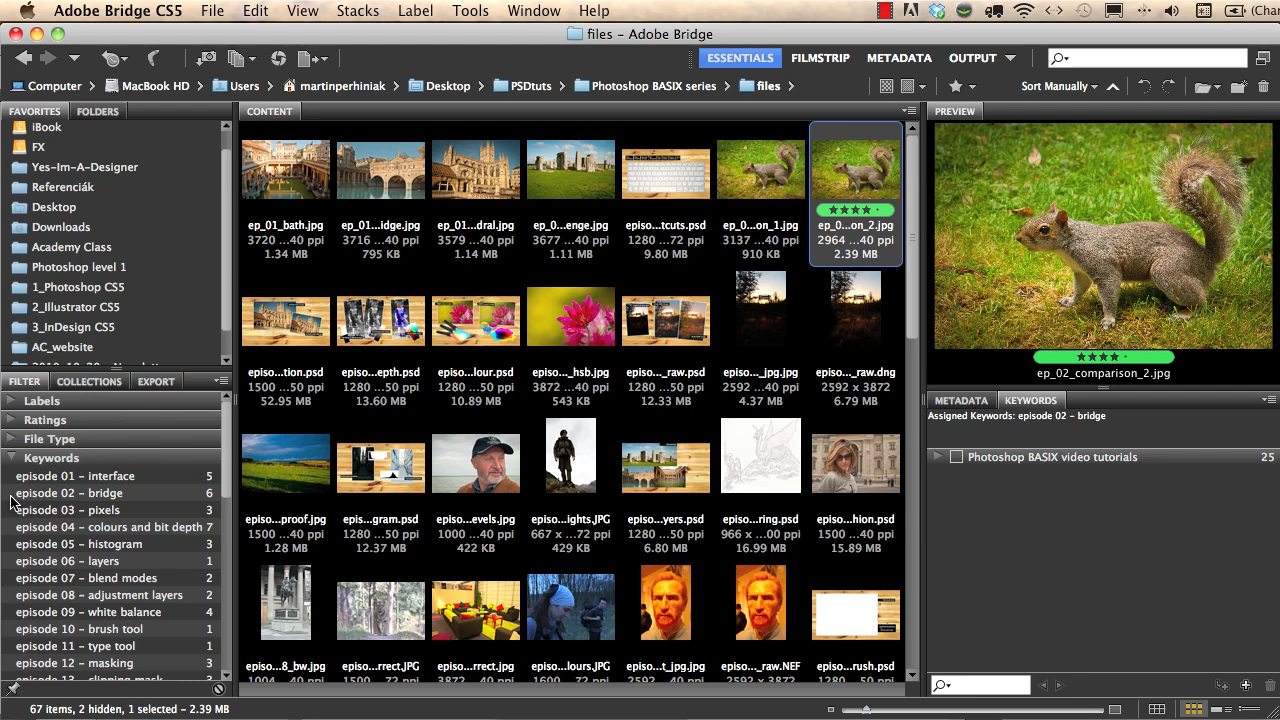 Adobe Bridge CS5 File Edit View Stacks Label Tools Window Help
files – Adobe Bridge
ESSENTIALS FILMSTRIP METADATA OUTPUT
Computer MacBook HD Users martinperhiniak Desktop PSDtuts Photoshop BASIX series files Sort Manually
FAVORITES FOLDERS
iBook
FX
Yes-Im-A-Designer
Referenciák
Desktop
Downloads
Academy Class
Photoshop level 1
1_Photoshop CS5
2_Illustrator CS5
3_InDesign CS5
AC_website
FILTER COLLECTIONS EXPORT
Labels
Ratings
File Type
Keywords
episode 01 – interface 5
episode 02 – bridge 6
episode 03 – pixels 3
episode 04 – colours and bit depth 7
episode 05 – histogram 3
episode 06 – layers 1
episode 07 – blend modes 2
episode 08 – adjustment layers 2
episode 09 – white balance 4
episode 10 – brush tool 1
episode 11 – type tool 1
episode 12 – masking 3
CONTENT
ep_01_bath.jpg ep_01...idge.jpg ep_01...dral.jpg ep_0...enge.jpg episo...tcuts.psd ep_0...on_1.jpg ep_0...on_2.jpg
3720 ...40 ppi 3716 ...40 ppi 3579 ...40 ppi 3677 ...40 ppi 1280 ...72 ppi 3137 ...40 ppi 2964 ...40 ppi
1.34 MB 795 KB 1.14 MB 1.11 MB 9.80 MB 910 KB 2.39 MB
episo...tion.psd episo...epth.psd episo...lour.psd episo..._hsb.jpg episo..._raw.psd episo..._jpg.jpg episo..._raw.dng
1500 ...50 ppi 1280 ...50 ppi 1280 ...50 ppi 3872 ...40 ppi 1280 ...50 ppi 2592 ...40 ppi 2592 x 3872
52.95 MB 13.60 MB 10.89 MB 543 KB 12.33 MB 4.37 MB 6.79 MB
episo...proof.jpg epis...gram.psd episo...evels.jpg episo...ights.JPG episo...yers.psd episo...ring.psd episo...hion.psd
1500 ...40 ppi 1280 ...50 ppi 1000 ...40 ppi 667 x ...72 ppi 1280 ...50 ppi 966 x ...00 ppi 1500 ...40 ppi
1.28 MB 12.37 MB 422 KB 429 KB 6.80 MB 16.99 MB 15.89 MB
episo...8_bw.jpg episo...rrect.JPG episo...rrect.jpg episo...lours.JPG episo...t_jpg.jpg episo..._raw.NEF episo...rush.psd
PREVIEW
ep_02_comparison_2.jpg
METADATA KEYWORDS
Assigned Keywords: episode 02 – bridge
Photoshop BASIX video tutorials 25
67 items, 2 hidden, 1 selected – 2.39 MB